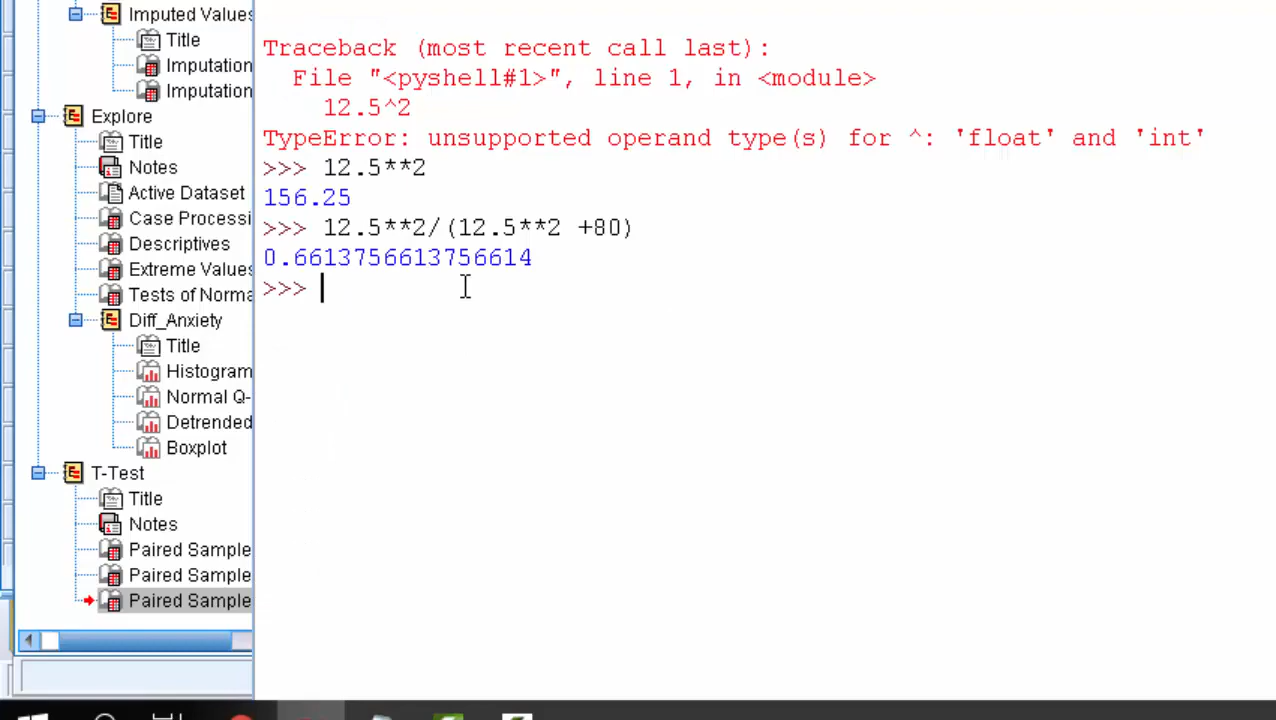 Imputed Values
Title
Imputation
Imputation
Explore
Title
Notes
Active Dataset
Case Processi
Descriptives
Extreme Values
Tests of Norma
Diff_Anxiety
Title
Histogram
Normal Q-
Detrended
Boxplot
T-Test
Title
Notes
Paired Sample
Paired Sample
Paired Sample
Traceback (most recent call last):
File "<pyshell#1>", line 1, in <module>
12.5^2
TypeError: unsupported operand type(s) for ^: 'float' and 'int'
>>> 12.5**2
156.25
>>> 12.5**2/(12.5**2 +80)
0.6613756613756614
>>>